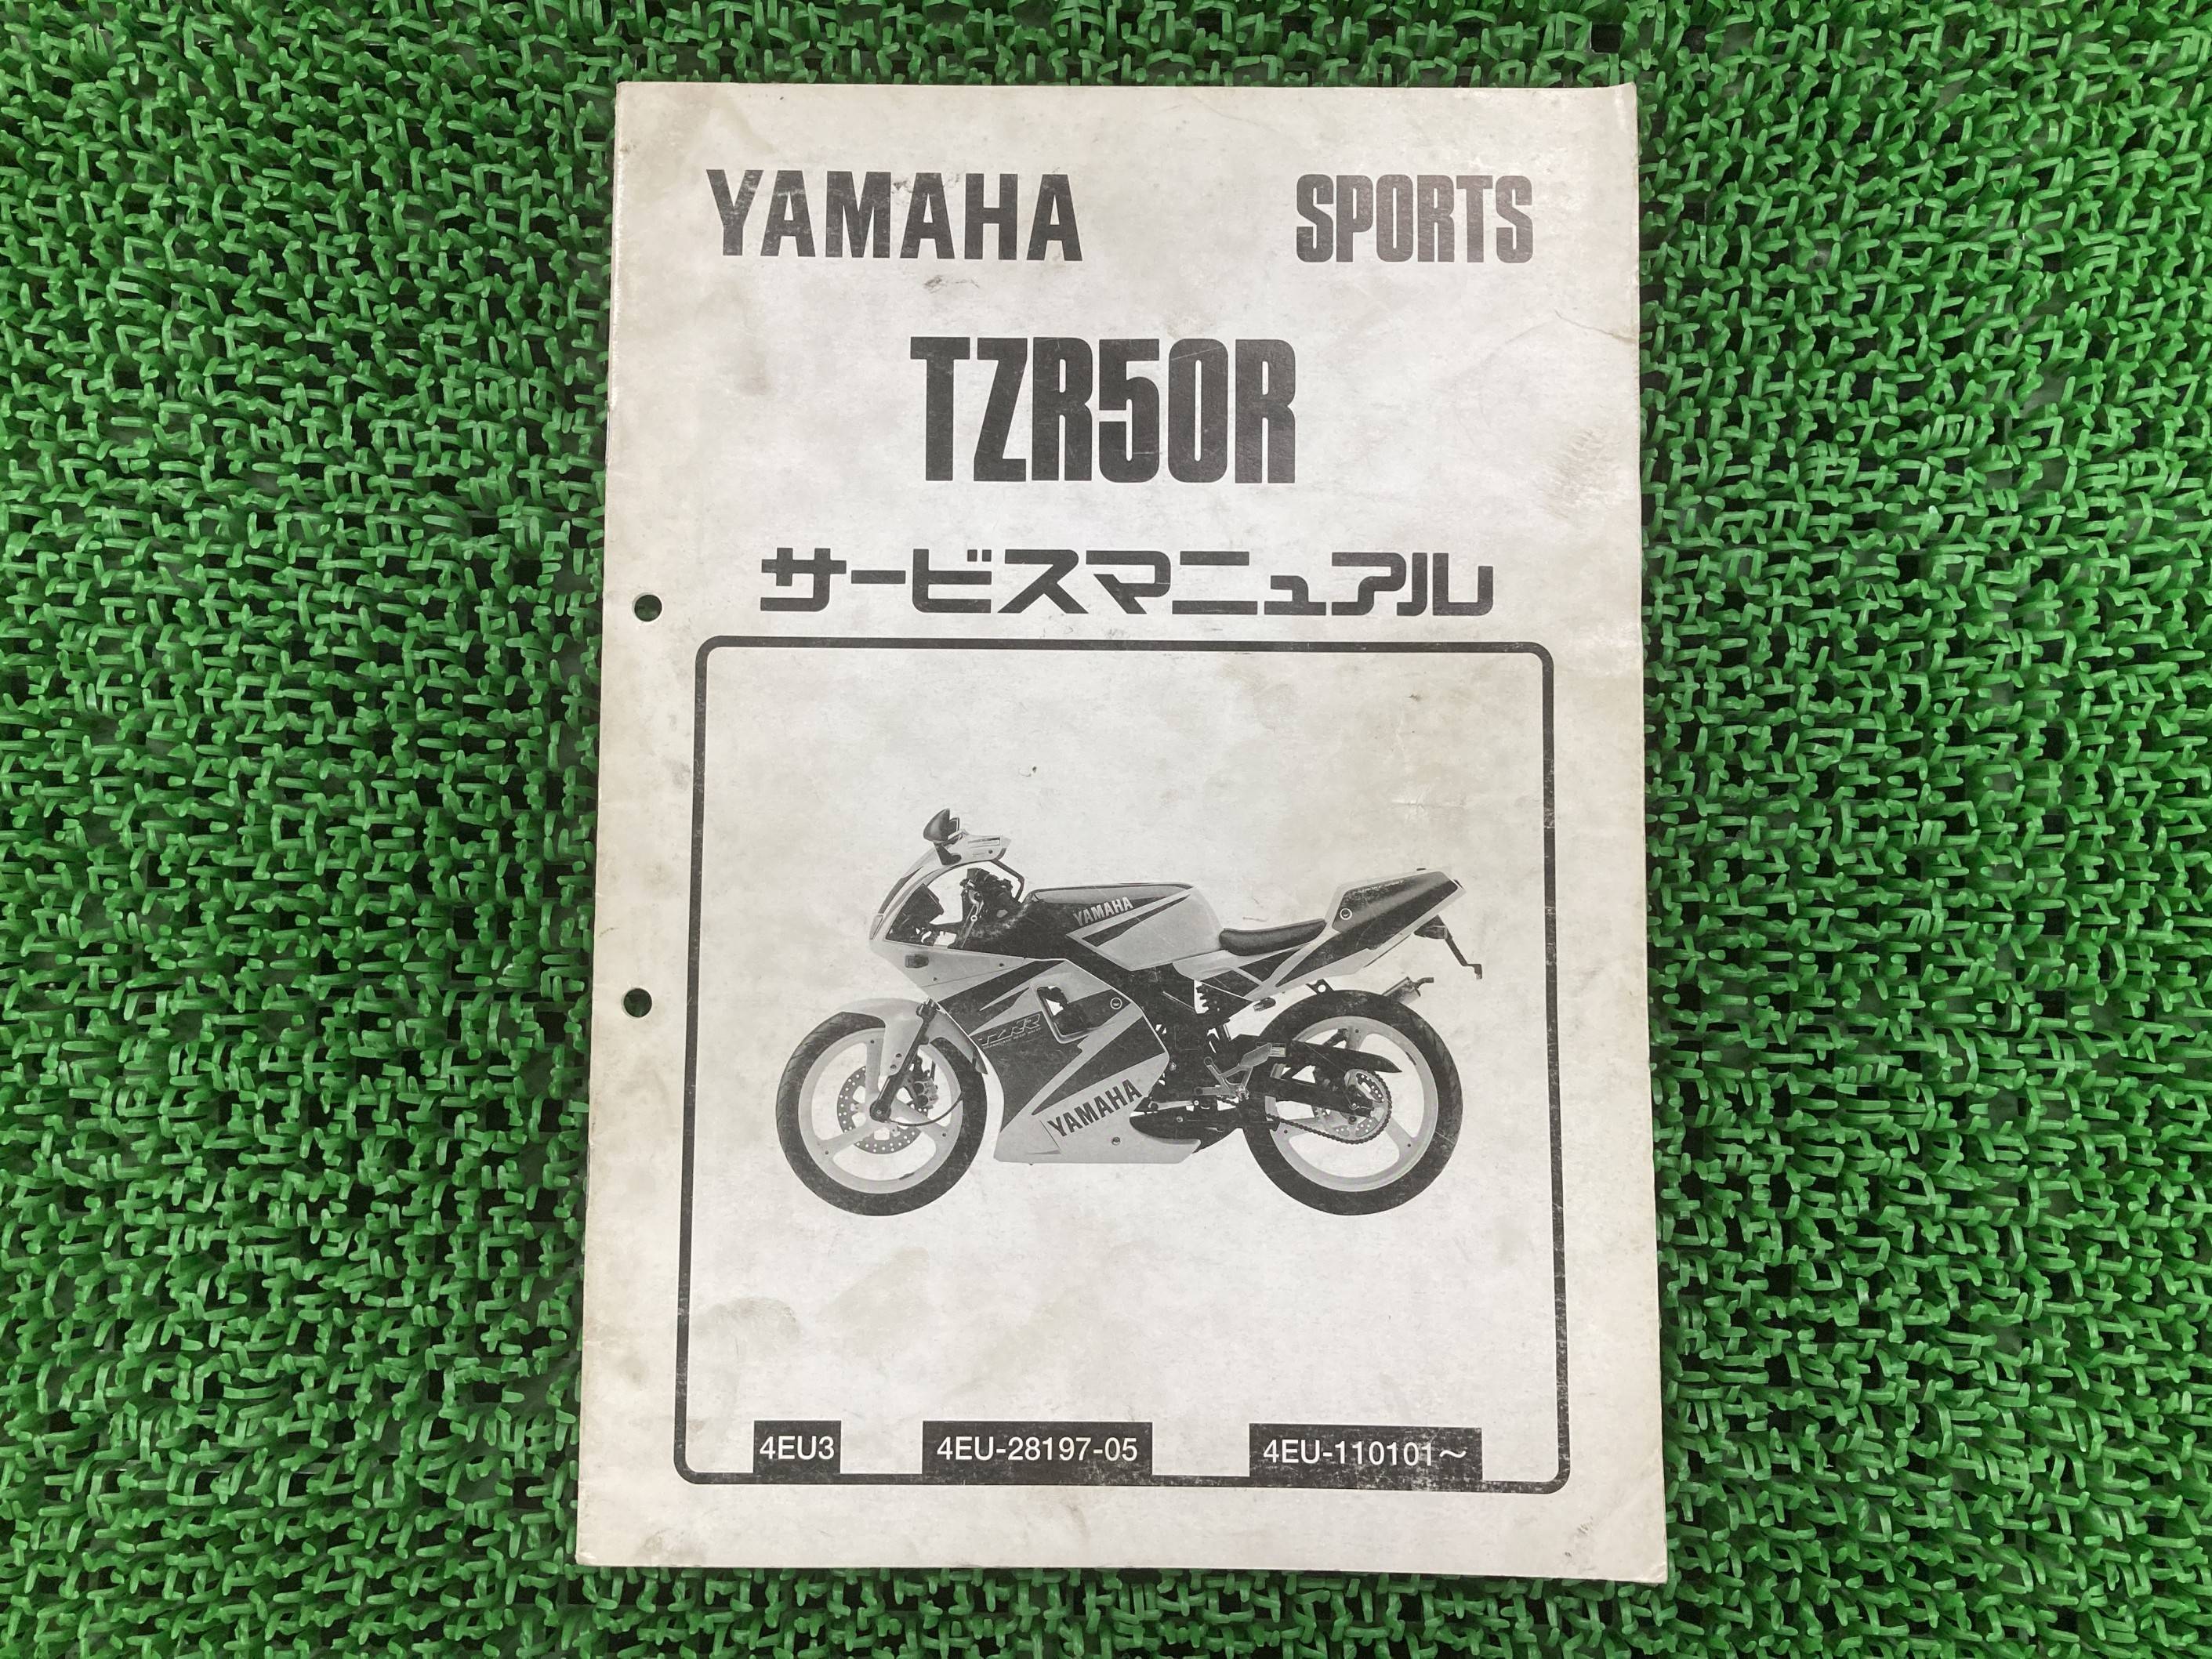 YAMAHA SPORTS
TZR50R
サービスマニュアル
YAMAHA
TZRR
YAMAHA
4EU3 4EU-28197-05 4EU-110101～